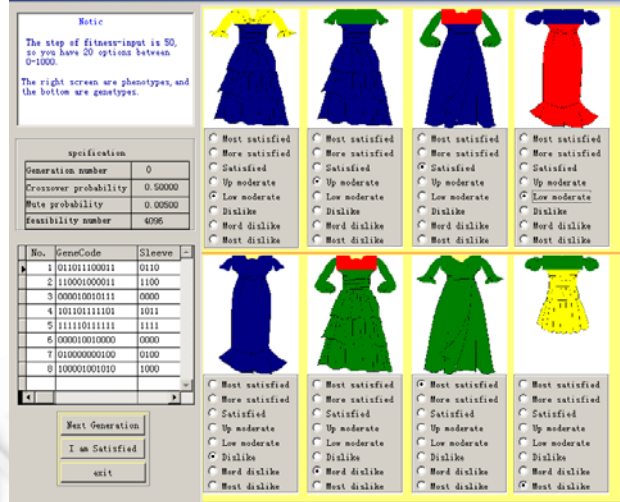 Notic
The step of fitness-input is 50,
so you have 20 options between
0-1000.
The right screen are phenotypes, and
the bottom are genetypes.
spcification
Generation number 0
Crossover probability 0.50000
Mute probability 0.00500
feasibility number 4096
No. GeneCode Sleeve
1 011011100011 0110
2 110001000011 1100
3 000010010111 0000
4 101101111101 1011
5 111110111111 1111
6 000010010000 0000
7 010000000100 0100
8 100001001010 1000
Next Generation
I am Satisfied
exit
Most satisfied
More satisfied
Satisfied
Up moderate
Low moderate
Dislike
Mord dislike
Most dislike
Most satisfied
More satisfied
Satisfied
Up moderate
Low moderate
Dislike
Mord dislike
Most dislike
Most satisfied
More satisfied
Satisfied
Up moderate
Low moderate
Dislike
Mord dislike
Most dislike
Most satisfied
More satisfied
Satisfied
Up moderate
Low moderate
Dislike
Mord dislike
Most dislike
Most satisfied
More satisfied
Satisfied
Up moderate
Low moderate
Dislike
Mord dislike
Most dislike
Most satisfied
More satisfied
Satisfied
Up moderate
Low moderate
Dislike
Mord dislike
Most dislike
Most satisfied
More satisfied
Satisfied
Up moderate
Low moderate
Dislike
Mord dislike
Most dislike
Most satisfied
More satisfied
Satisfied
Up moderate
Low moderate
Dislike
Mord dislike
Most dislike